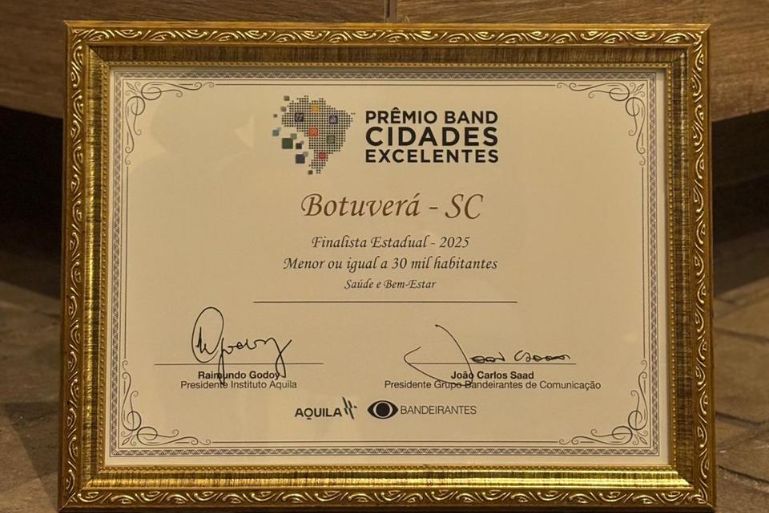 PRÊMIO BAND
CIDADES
EXCELENTES
Botuverá - SC
Finalista Estadual - 2025
Menor ou igual a 30 mil habitantes
Saúde e Bem-Estar
Raimundo Godoy
Presidente Instituto Aquila
João Carlos Saad
Presidente Grupo Bandeirantes de Comunicação
AQUILA
BANDEIRANTES